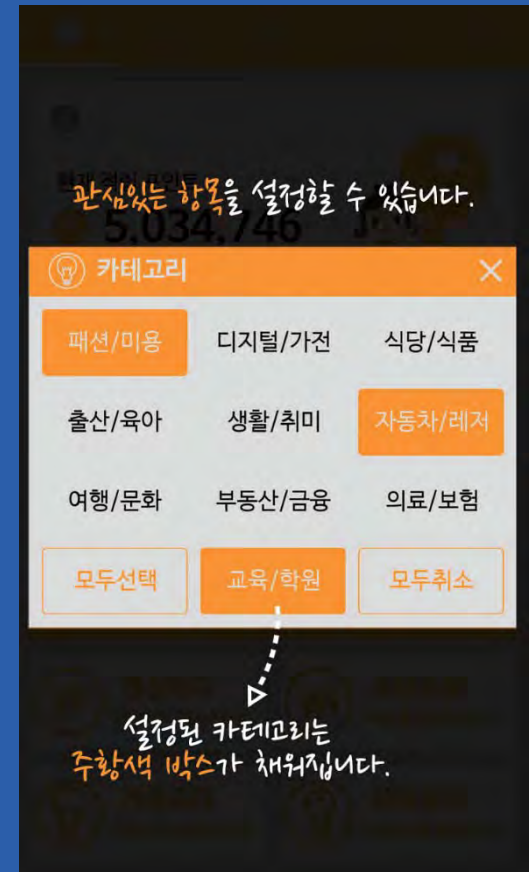 관심있는 항목을 설정할 수 있습니다.
5,034,746
카테고리
패션/미용 디지털/가전 식당/식품
출산/육아 생활/취미 자동차/레저
여행/문화 부동산/금융 의료/보험
모두선택 교육/학원 모두취소
설정된 카테고리는
주황색 박스가 채워집니다.